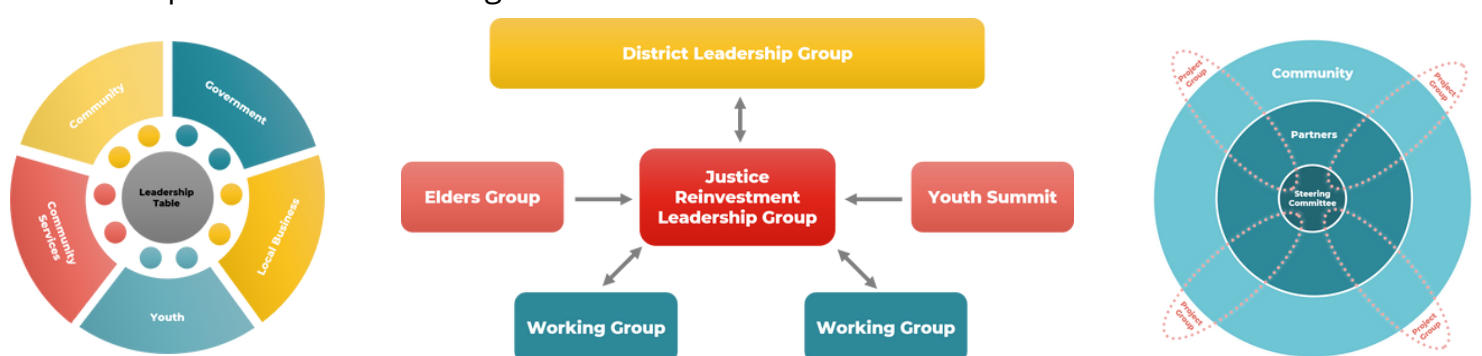 Community
Government
Leadership
Table
Community
Services
Local Business
Youth
District Leadership Group
Elders Group
Justice
Reinvestment
Leadership Group
Youth Summit
Working Group
Working Group
Project
Group
Community
Project
Group
Partners
Steering
Committee
Project
Group
Project
Group